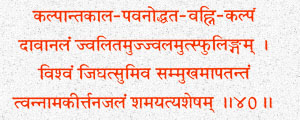 कल्पान्तकाल-पवनोद्धत-वह्नि-कल्पं
दावानलं ज्वलितमुज्ज्वलमुत्स्फुलिङ्गम् ।
विश्वं जिघत्सुमिव सम्मुखमापतन्तं
त्वन्नामकीर्त्तनजलं शमयत्यशेषम् ॥४०॥